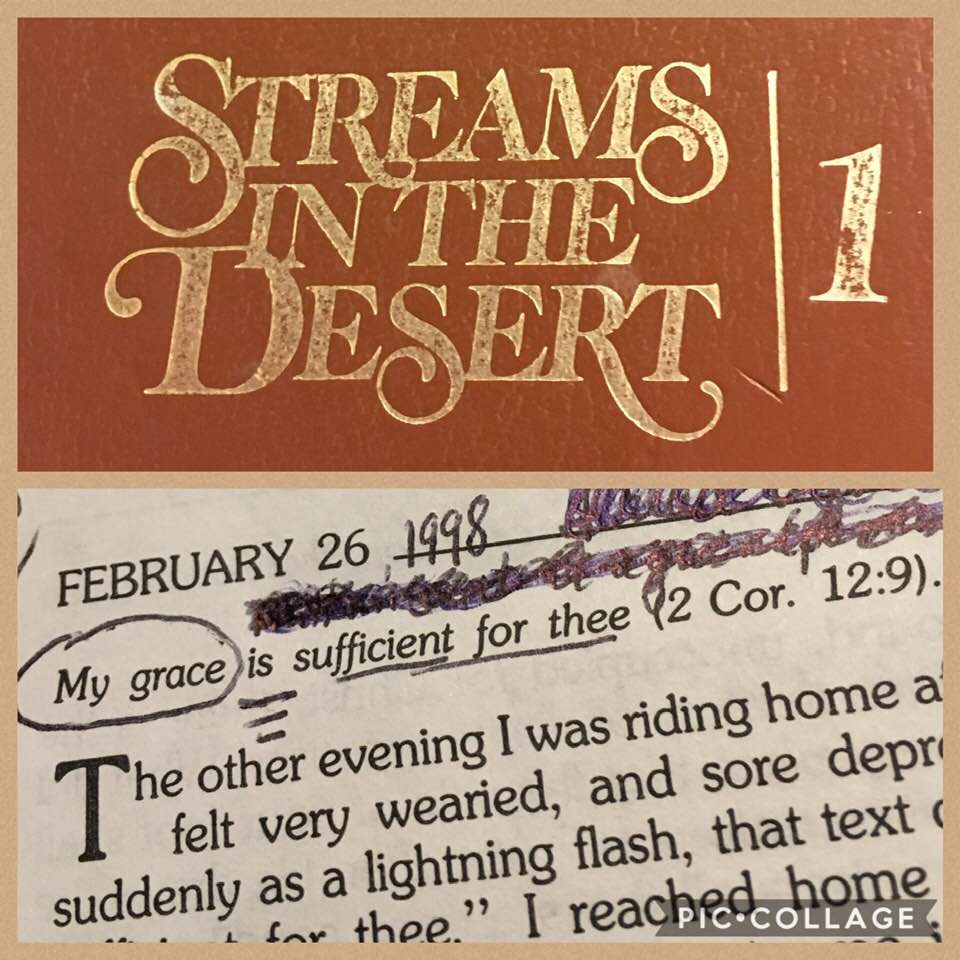 STREAMS
IN THE
DESERT | 1
FEBRUARY 26 1998
My grace is sufficient for thee (2 Cor. 12:9).
The other evening I was riding home
felt very wearied, and sore
suddenly as a lightning flash, that text
for thee." I reached home
PIC•COLLAGE